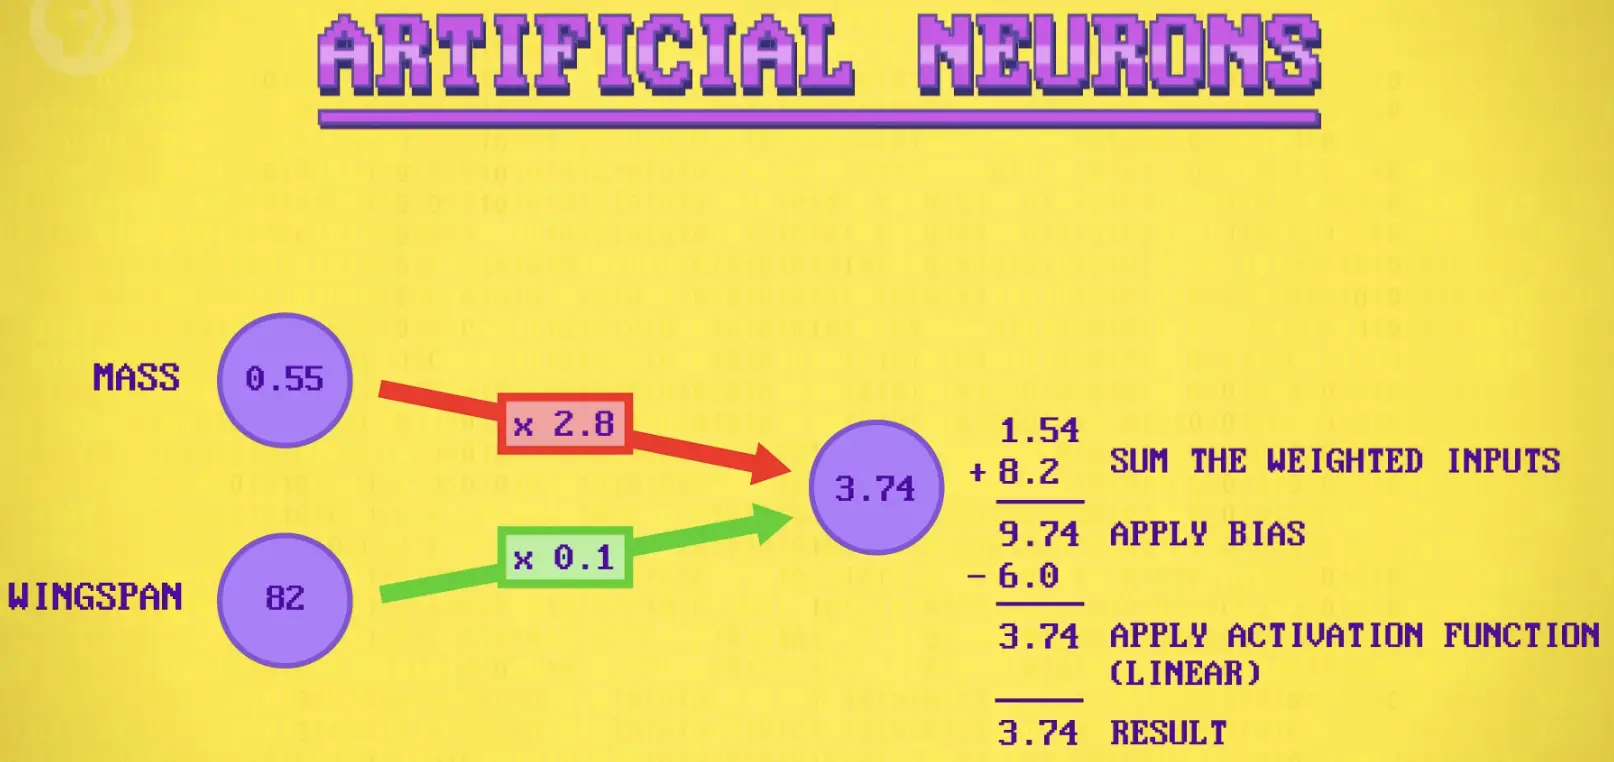 ARTIFICIAL NEURONS
MASS
0.55
x 2.8
WINGSPAN
82
x 0.1
3.74
1.54
+ 8.2
SUM THE WEIGHTED INPUTS
9.74 APPLY BIAS
- 6.0
3.74 APPLY ACTIVATION FUNCTION
(LINEAR)
3.74 RESULT